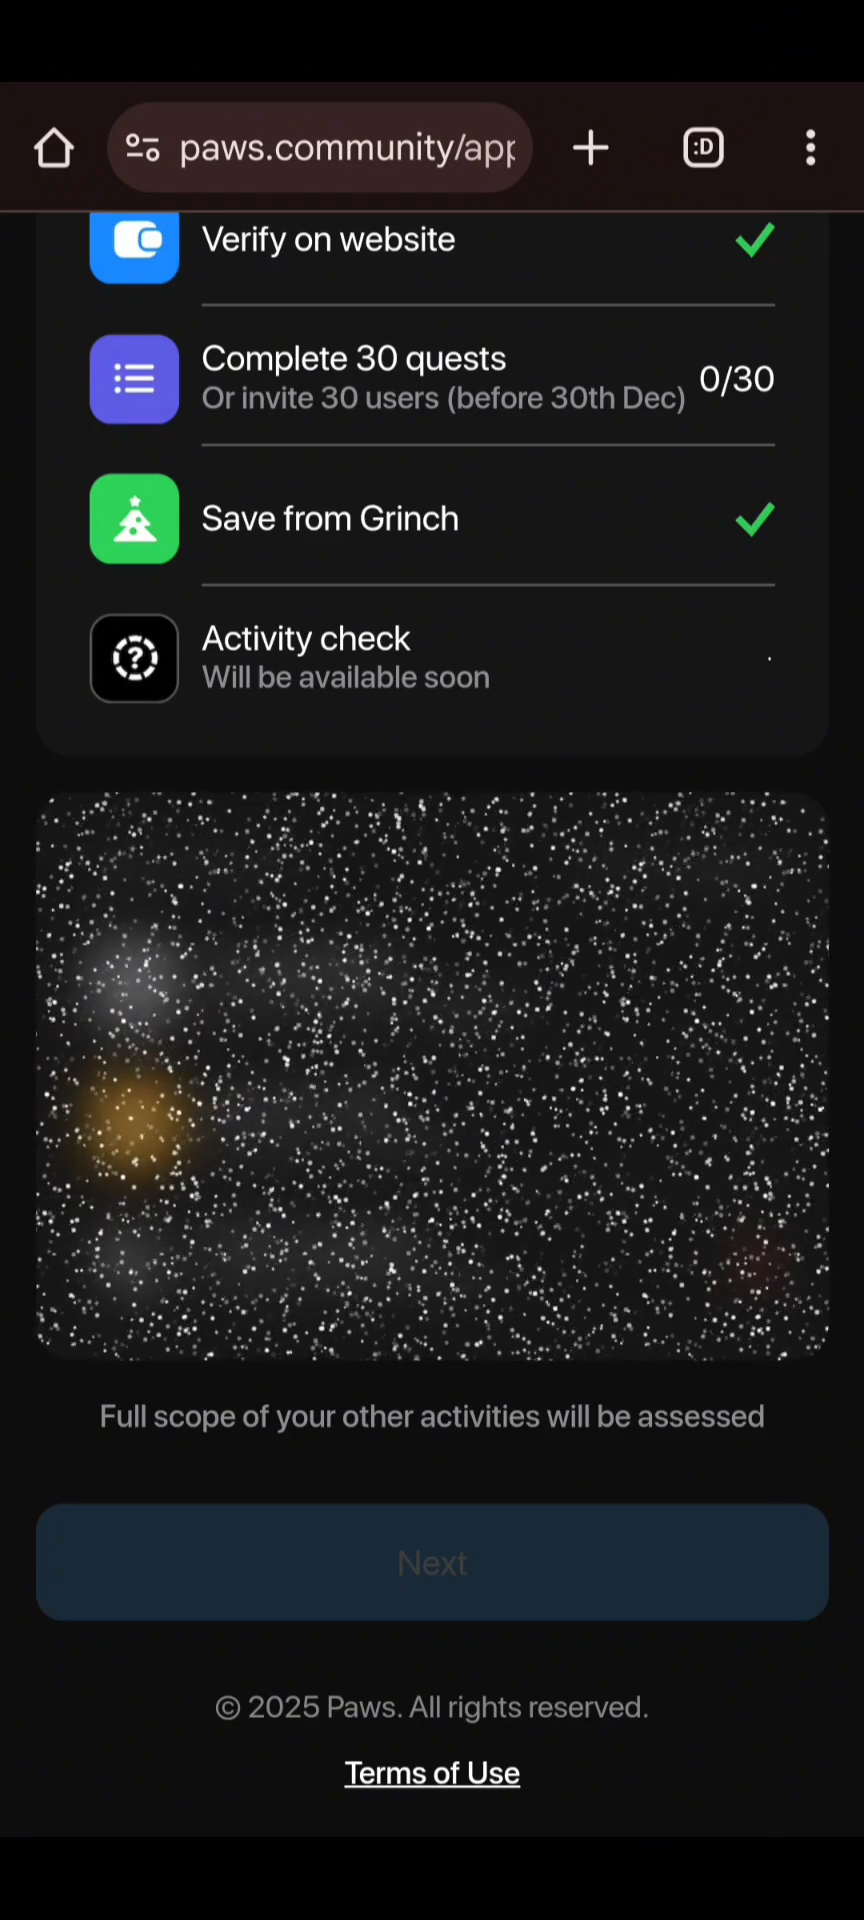 paws.community/app
:D
Verify on website
Complete 30 quests
Or invite 30 users (before 30th Dec)
0/30
Save from Grinch
Activity check
Will be available soon
Full scope of your other activities will be assessed
Next
© 2025 Paws. All rights reserved.
Terms of Use